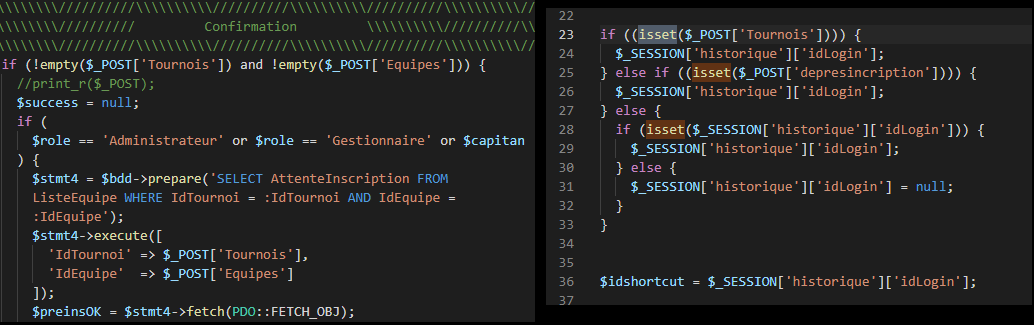 \\\\\\\\//////////\\\\\\\\\\//////////\\\\\\\\\\//////////\\\\\\\\\\//
\\\\\\\\////////// Confirmation \\\\\\\\\\//////////\\
\\\\\\\\//////////\\\\\\\\\\//////////\\\\\\\\\\//////////\\\\\\\\\\//
if (!empty($_POST['Tournois']) and !empty($_POST['Equipes'])) {
//print_r($_POST);
$success = null;
if (
$role == 'Administrateur' or $role == 'Gestionnaire' or $capitan
) {
$stmt4 = $bdd->prepare('SELECT AttenteInscription FROM
ListeEquipe WHERE IdTournoi = :IdTournoi AND IdEquipe =
:IdEquipe');
$stmt4->execute([
'IdTournoi' => $_POST['Tournois'],
'IdEquipe' => $_POST['Equipes']
]);
$preinsOK = $stmt4->fetch(PDO::FETCH_OBJ);
22
23 if ((isset($_POST['Tournois']))) {
24 $_SESSION['historique']['idLogin'];
25 } else if ((isset($_POST['depresincription']))) {
26 $_SESSION['historique']['idLogin'];
27 } else {
28 if (isset($_SESSION['historique']['idLogin'])) {
29 $_SESSION['historique']['idLogin'];
30 } else {
31 $_SESSION['historique']['idLogin'] = null;
32 }
33 }
34
35
36 $idshortcut = $_SESSION['historique']['idLogin'];
37